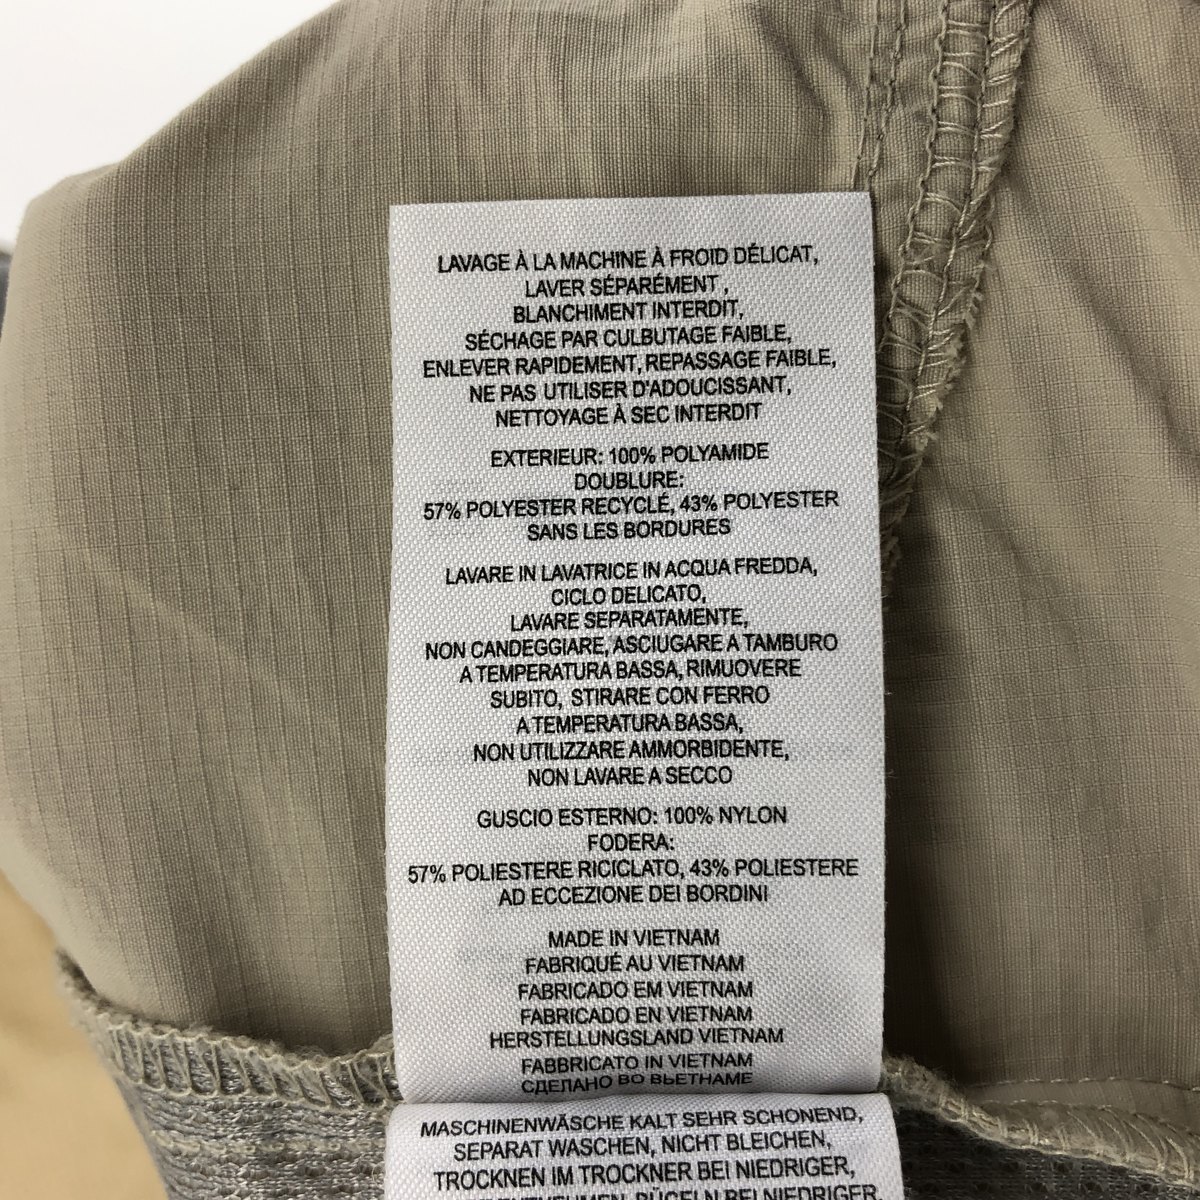 LAVAGE À LA MACHINE À FROID DÉLICAT,
LAVER SÉPARÉMENT ,
BLANCHIMENT INTERDIT,
SÉCHAGE PAR CULBUTAGE FAIBLE,
ENLEVER RAPIDEMENT, REPASSAGE FAIBLE,
NE PAS UTILISER D'ADOUCISSANT,
NETTOYAGE À SEC INTERDIT
EXTERIEUR: 100% POLYAMIDE
DOUBLURE:
57% POLYESTER RECYCLÉ, 43% POLYESTER
SANS LES BORDURES
LAVARE IN LAVATRICE IN ACQUA FREDDA,
CICLO DELICATO,
LAVARE SEPARATAMENTE,
NON CANDEGGIARE, ASCIUGARE A TAMBURO
A TEMPERATURA BASSA, RIMUOVERE
SUBITO, STIRARE CON FERRO
A TEMPERATURA BASSA,
NON UTILIZZARE AMMORBIDENTE,
NON LAVARE A SECCO
GUSCIO ESTERNO: 100% NYLON
FODERA:
57% POLIESTERE RICICLATO, 43% POLIESTERE
AD ECCEZIONE DEI BORDINI
MADE IN VIETNAM
FABRIQUÉ AU VIETNAM
FABRICADO EM VIETNAM
FABRICADO EN VIETNAM
HERSTELLUNGSLAND VIETNAM
FABBRICATO IN VIETNAM
СДЕЛАНО ВО ВЬЕТНАМЕ
MASCHINENWÄSCHE KALT SEHR SCHONEND,
SEPARAT WASCHEN, NICHT BLEICHEN,
TROCKNEN IM TROCKNER BEI NIEDRIGER,
BÜGELN BEI NIEDRIGER